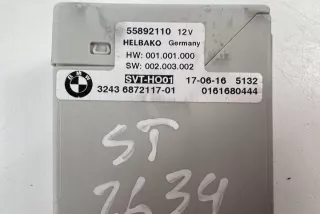 55892110 12V
HELBAKO Germany
HW: 001.001.000
SW: 002.003.002
SVT-HO01 17-06-16 5132
3243 6872117-01 0161680444
ST
2634